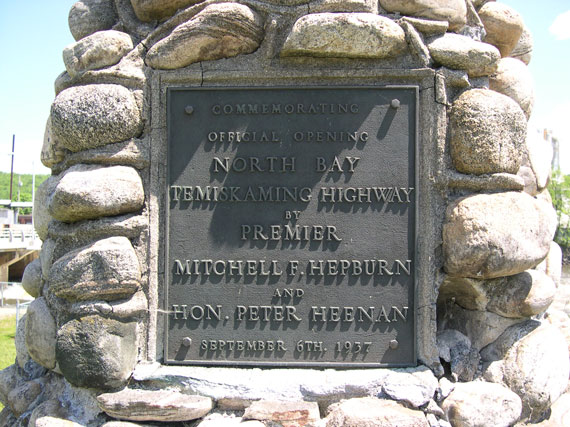 COMMEMORATING
OFFICIAL OPENING
NORTH BAY
TEMISKAMING HIGHWAY
BY
PREMIER
MITCHELL F. HEPBURN
AND
HON. PETER HEENAN
SEPTEMBER 6TH. 1937